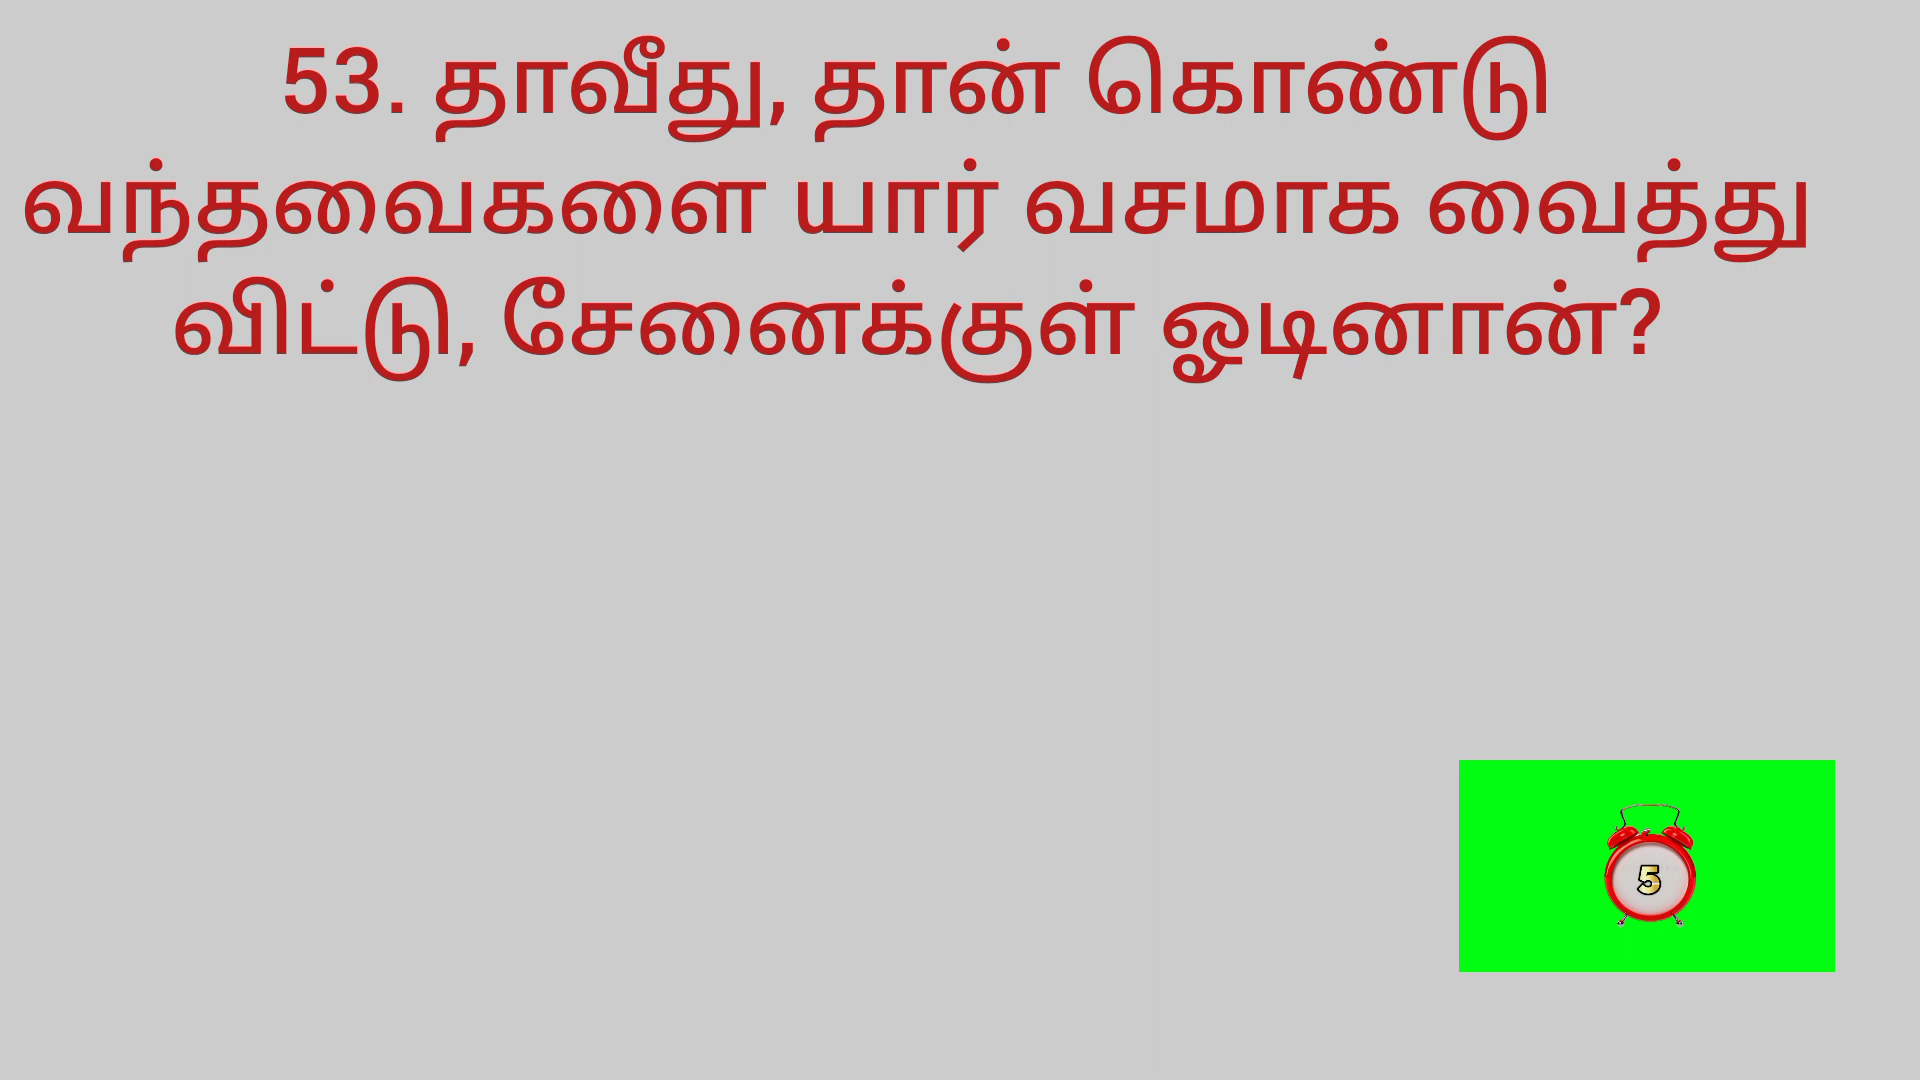 53. தாவீது, தான் கொண்டு
வந்தவைகளை யார் வசமாக வைத்து
விட்டு, சேனைக்குள் ஓடினான்?
5